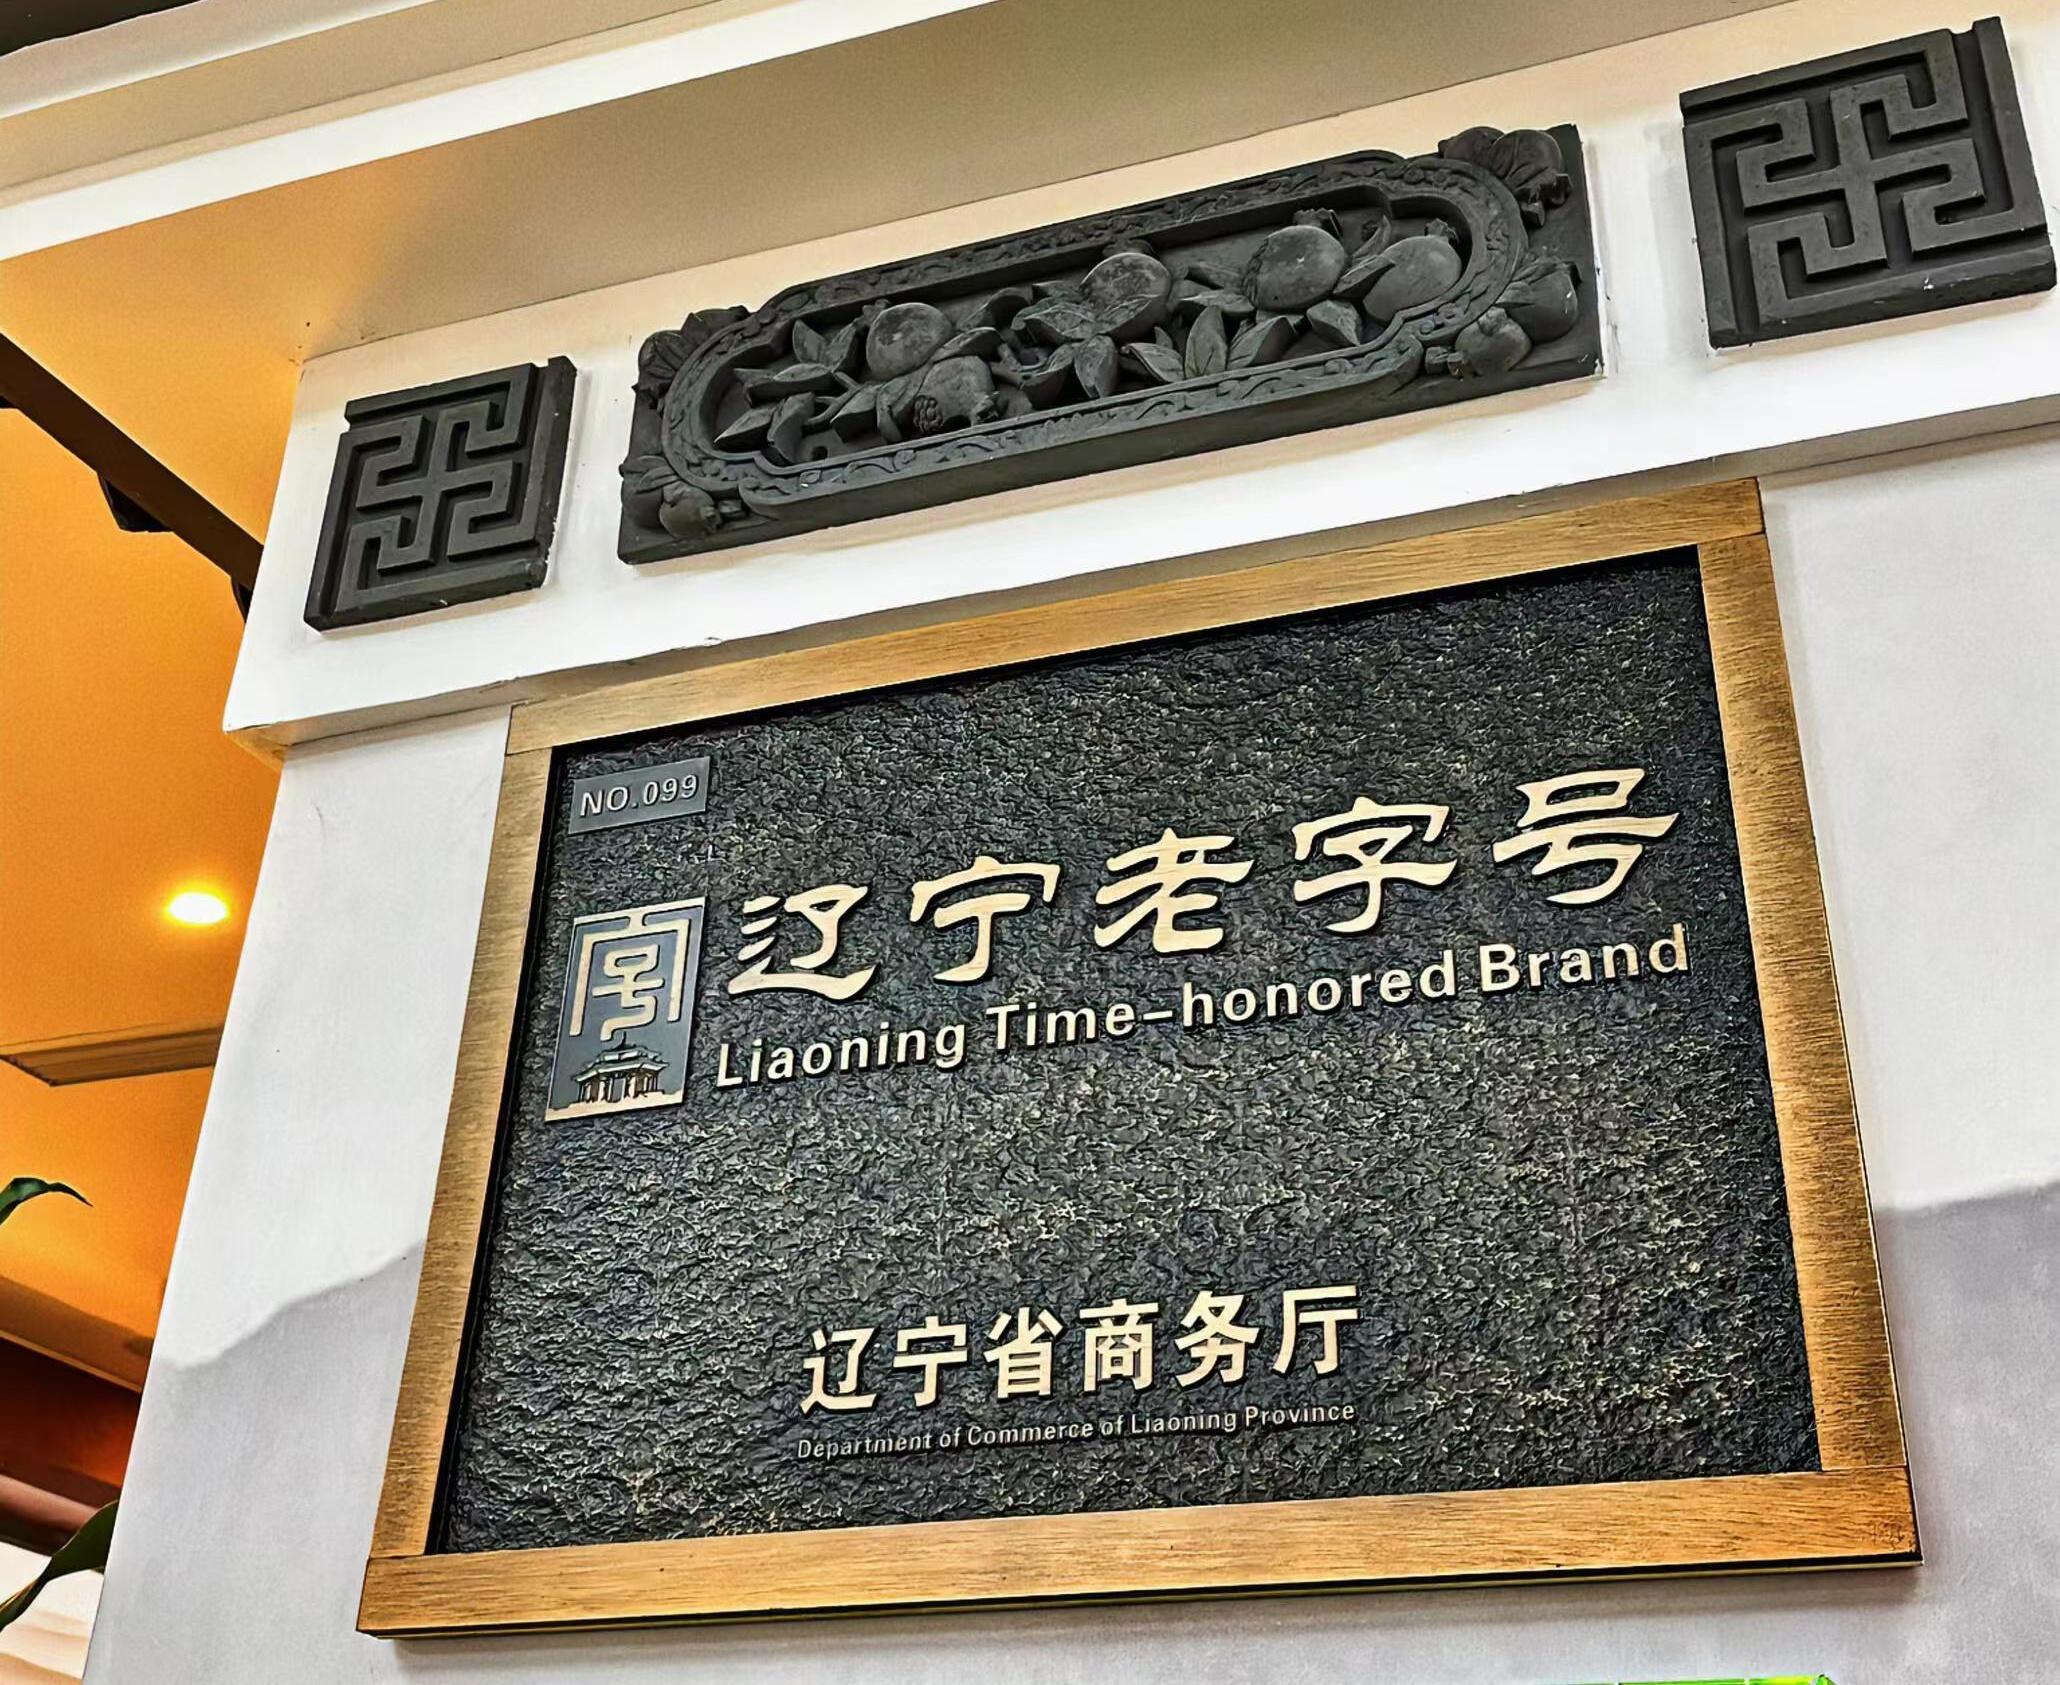 NO.099
辽宁老字号
Liaoning Time-honored Brand
辽宁省商务厅
Department of Commerce of Liaoning Province